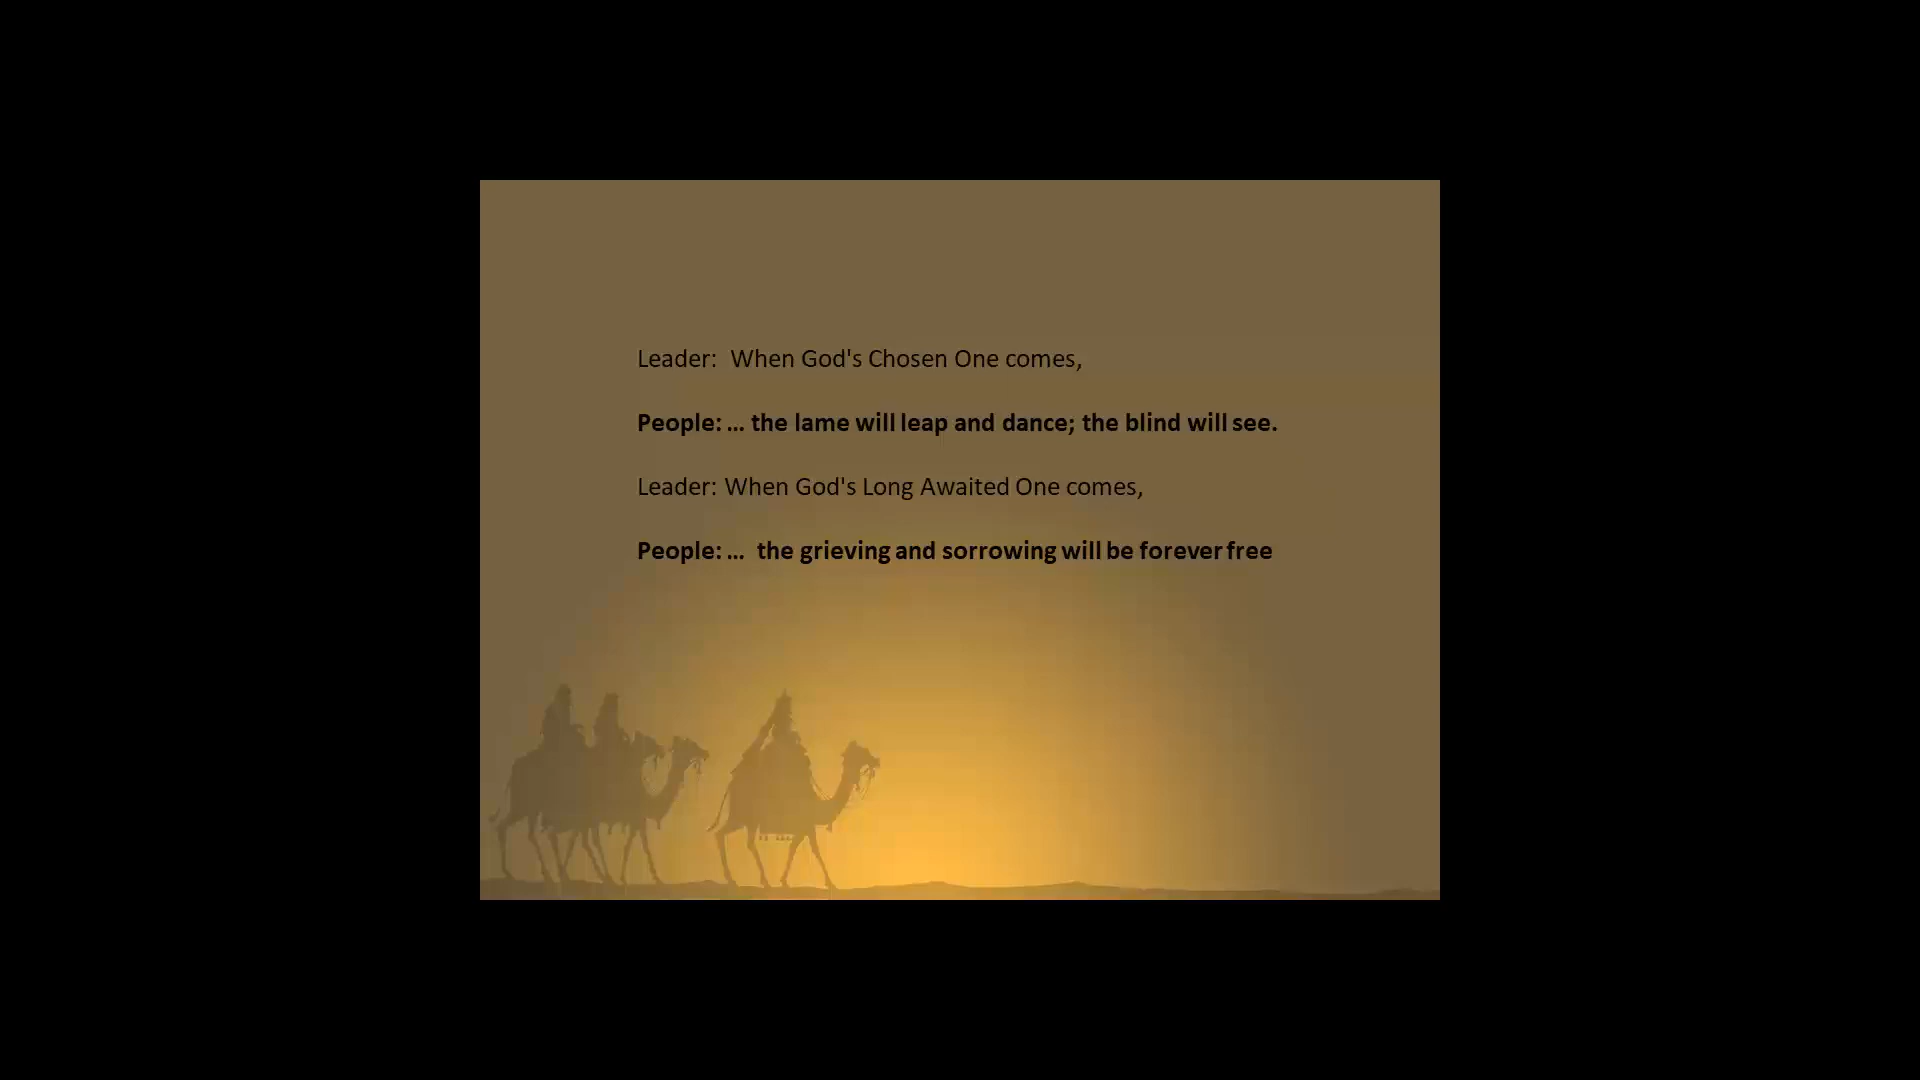 Leader:  When God's Chosen One comes,
People: ... the lame will leap and dance; the blind will see.
Leader: When God's Long Awaited One comes,
People: ...  the grieving and sorrowing will be forever free